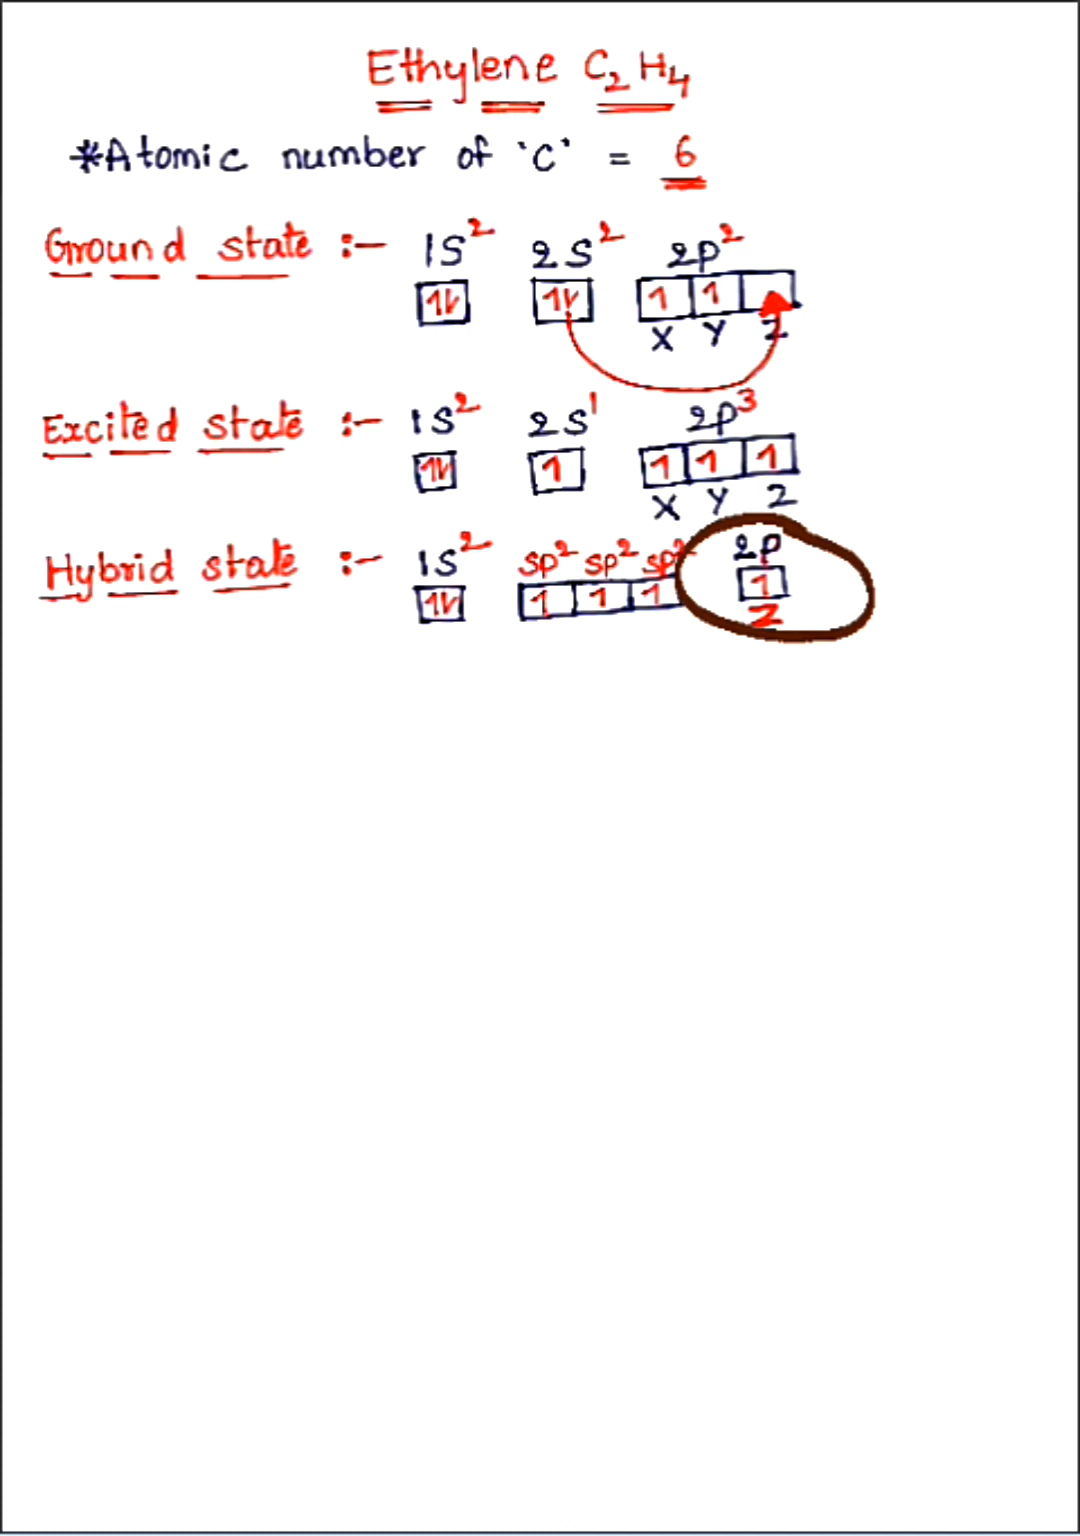 Ethylene C₂H₄
*Atomic number of 'C' = 6
Ground state :- 1S² 2S² 2P²
1↿⇂ 1↿⇂ 1 1
X Y Z
Excited state :- 1S² 2S¹ 2P³
1↿⇂ 1 1 1 1
X Y Z
Hybrid state :- 1S² SP² SP² SP² 2P
1↿⇂ 1 1 1 1
Z